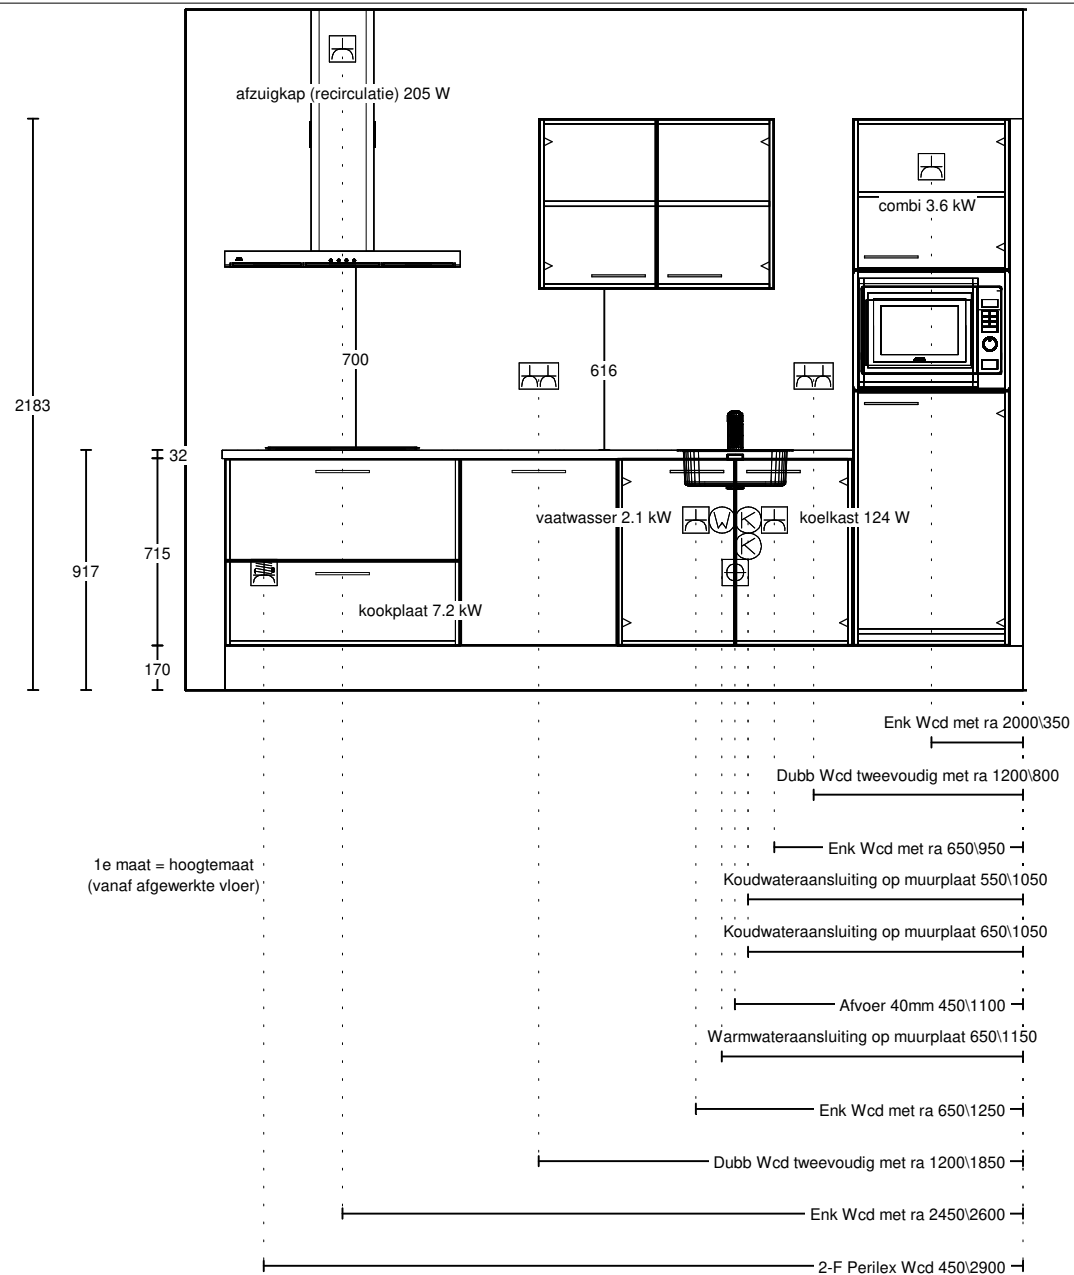 afzuigkap (recirculatie) 205 W
combi 3.6 kW
700
616
2183
32
vaatwasser 2.1 kW
W
K
koelkast 124 W
K
715
917
kookplaat 7.2 kW
170
Enk Wcd met ra 2000\350
Dubb Wcd tweevoudig met ra 1200\800
Enk Wcd met ra 650\950
1e maat = hoogtemaat
(vanaf afgewerkte vloer)
Koudwateraansluiting op muurplaat 550\1050
Koudwateraansluiting op muurplaat 650\1050
Afvoer 40mm 450\1100
Warmwateraansluiting op muurplaat 650\1150
Enk Wcd met ra 650\1250
Dubb Wcd tweevoudig met ra 1200\1850
Enk Wcd met ra 2450\2600
2-F Perilex Wcd 450\2900